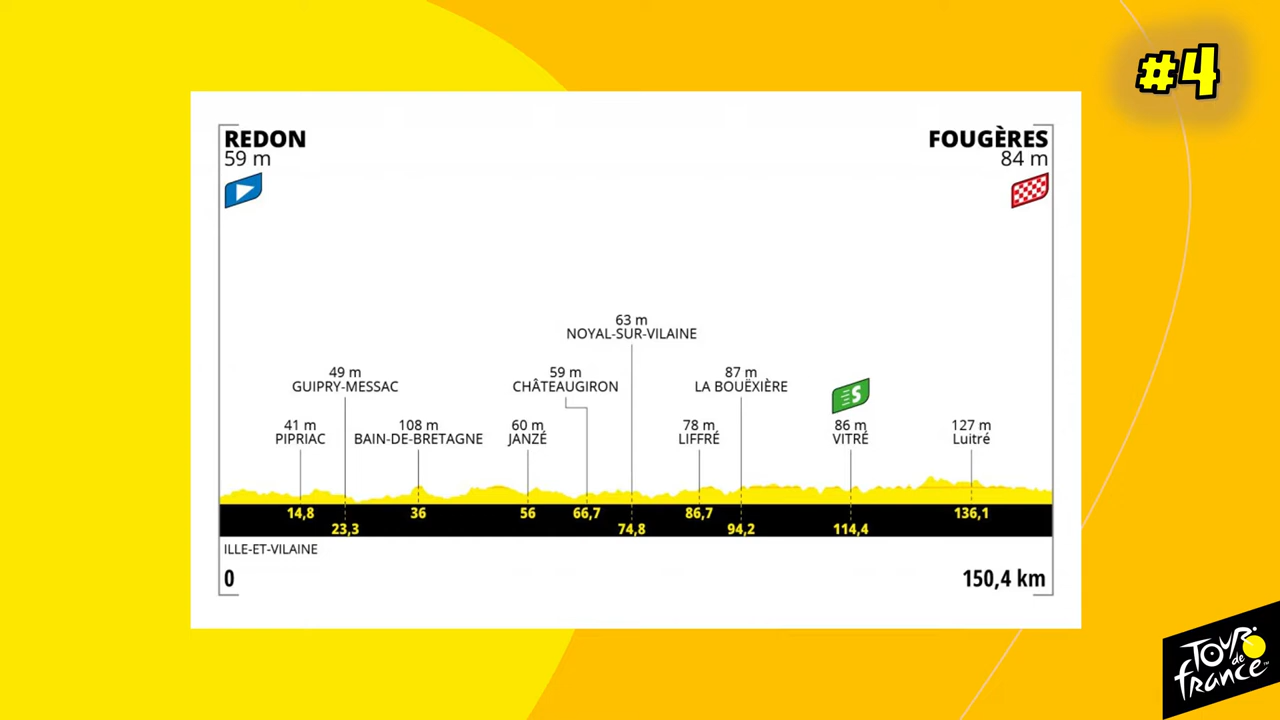 #4
REDON
59 m
FOUGÈRES
84 m
63 m
NOYAL-SUR-VILAINE
49 m
GUIPRY-MESSAC
59 m
CHÂTEAUGIRON
87 m
LA BOUËXIÈRE
S
41 m
PIPRIAC
108 m
BAIN-DE-BRETAGNE
60 m
JANZÉ
78 m
LIFFRÉ
86 m
VITRÉ
127 m
Luitré
14,8
23,3
36
56
66,7
74,8
86,7
94,2
114,4
136,1
ILLE-ET-VILAINE
0
150,4 km
TOUR
de
france™